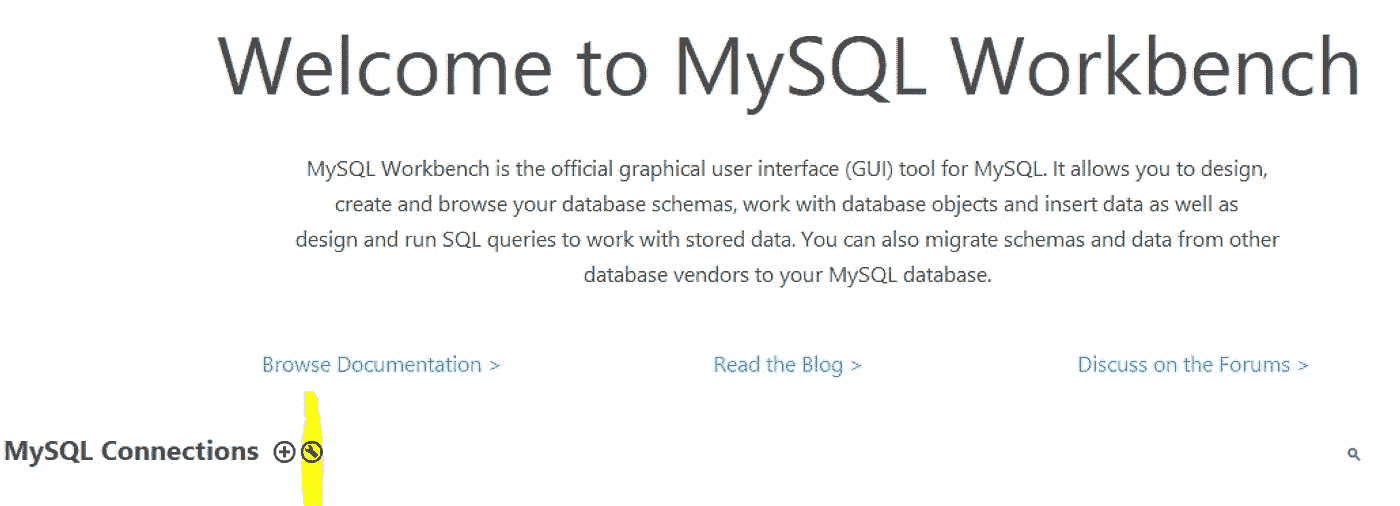 Welcome to MySQL Workbench
MySQL Workbench is the official graphical user interface (GUI) tool for MySQL. It allows you to design,
create and browse your database schemas, work with database objects and insert data as well as
design and run SQL queries to work with stored data. You can also migrate schemas and data from other
database vendors to your MySQL database.
Browse Documentation > Read the Blog > Discuss on the Forums >
MySQL Connections